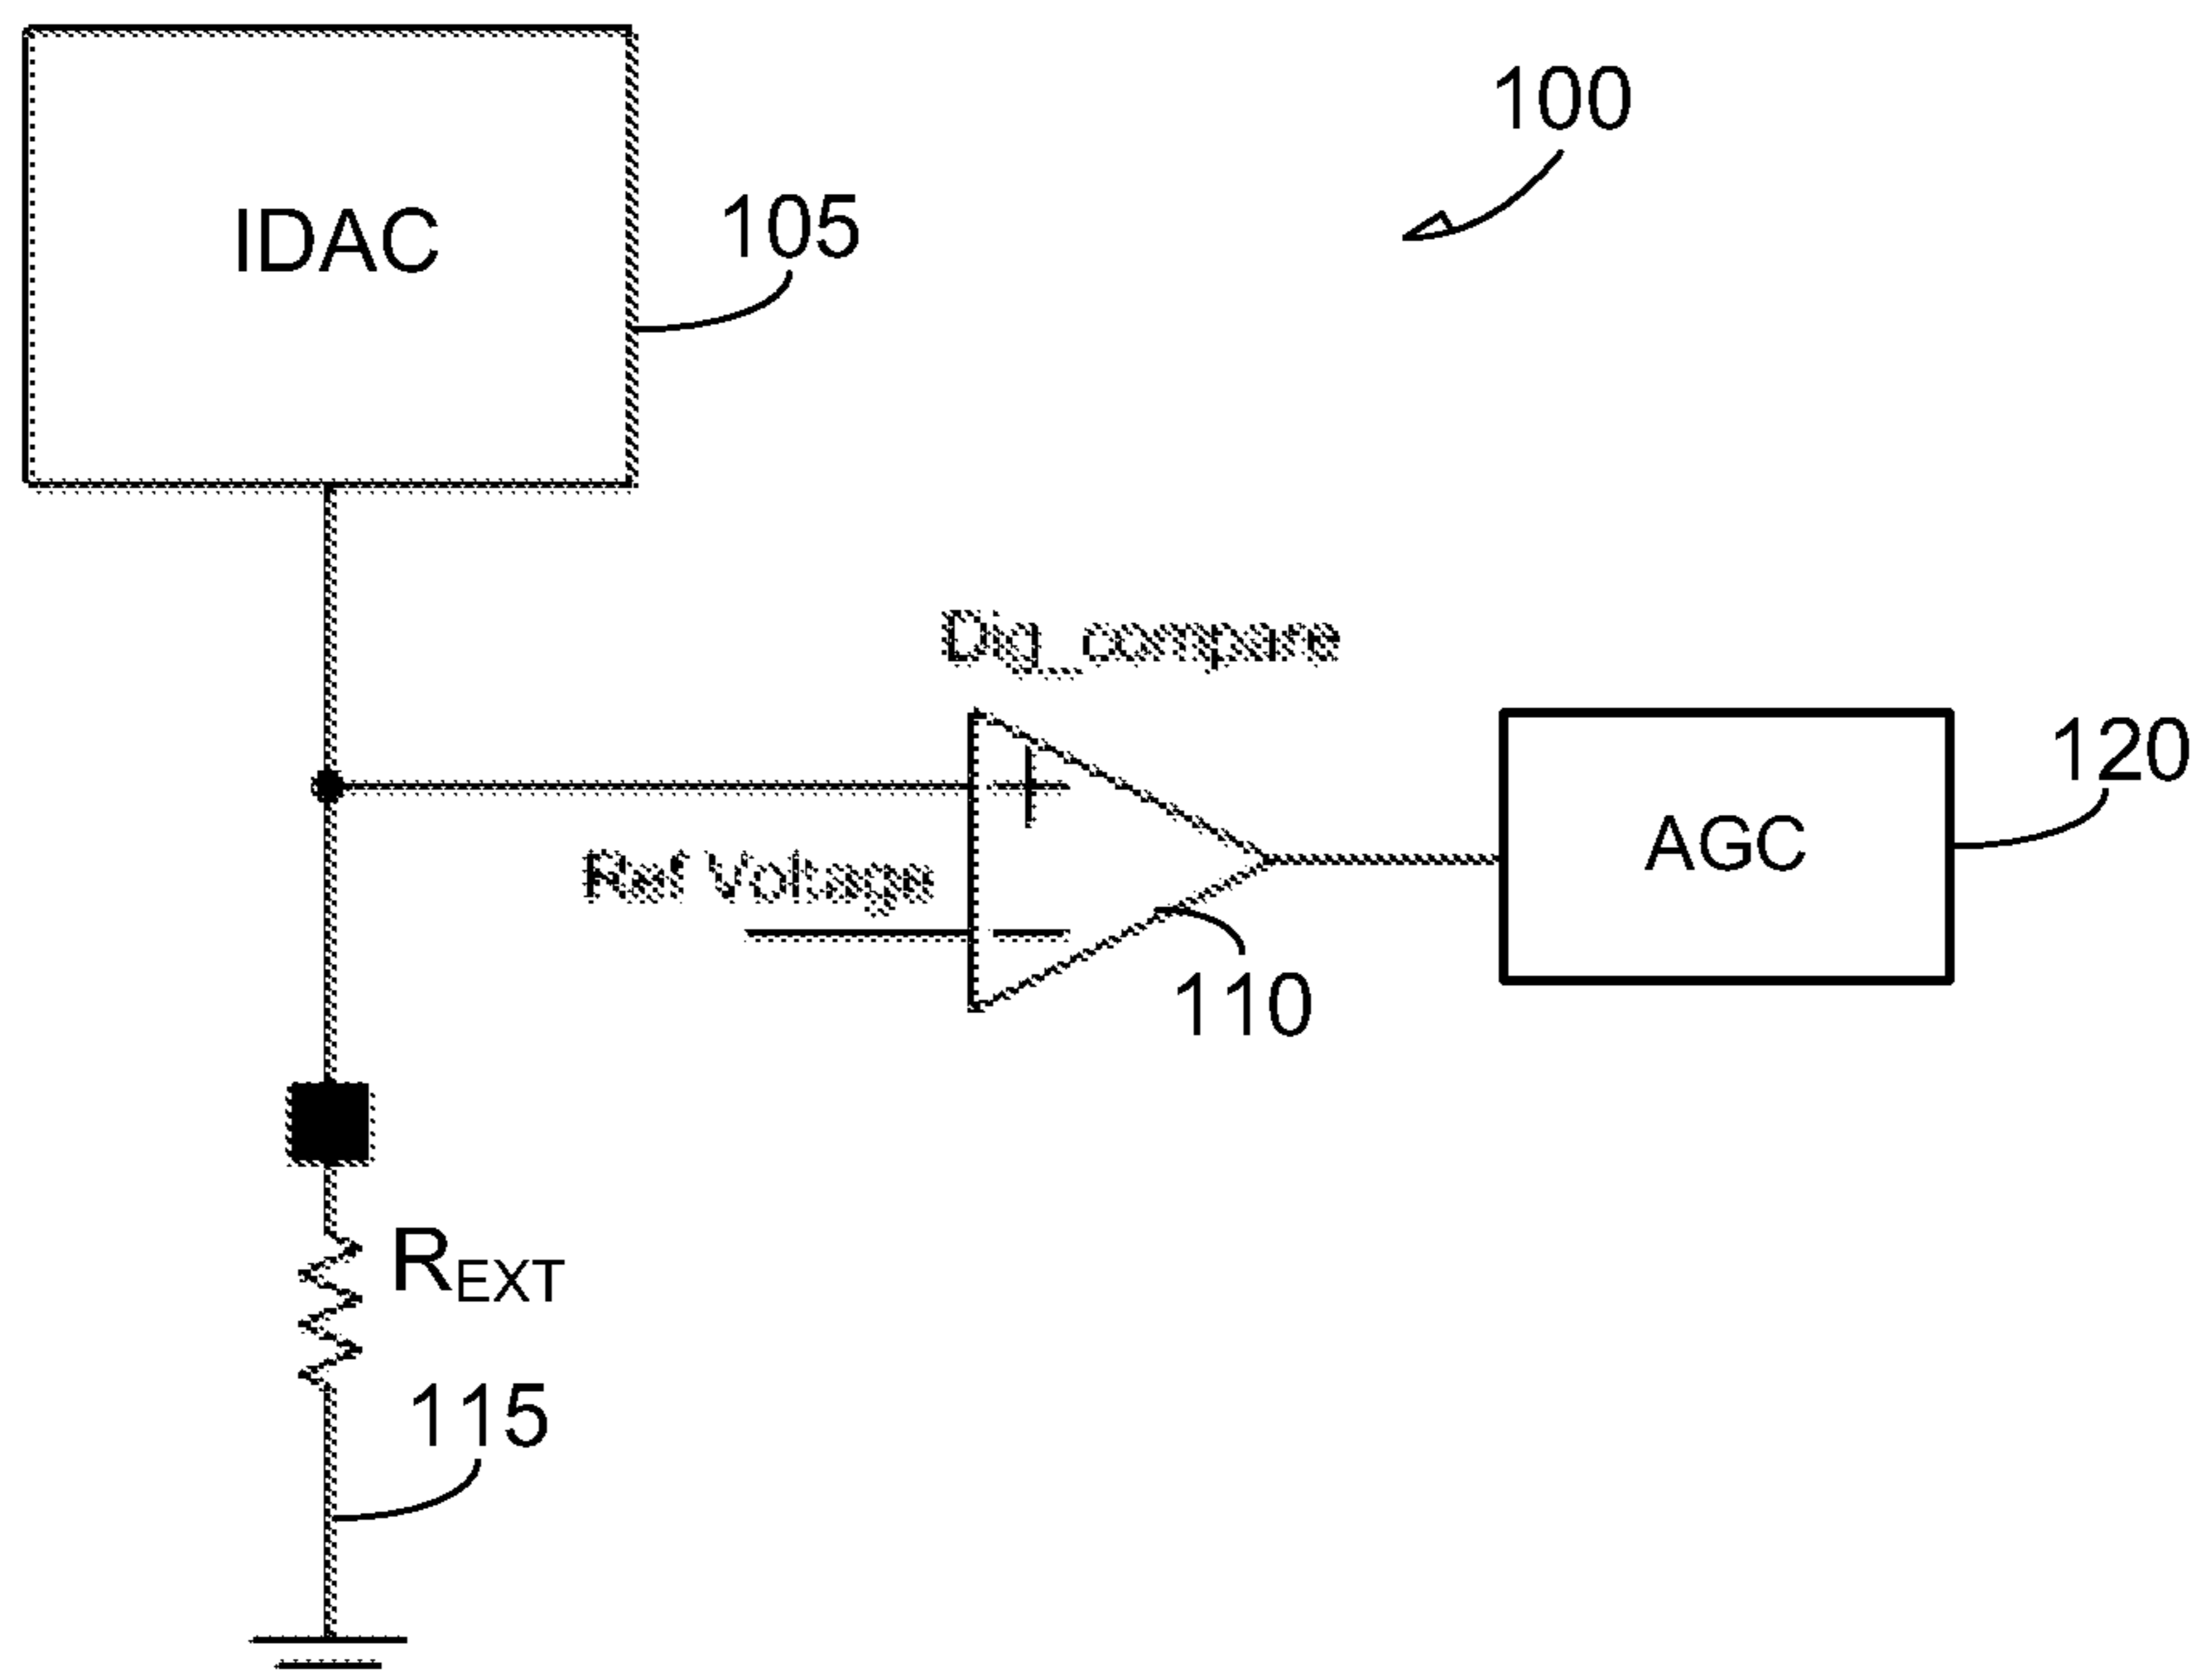 100
IDAC
105
Dig_compare
120
AGC
Ref Voltage
110
REXT
115